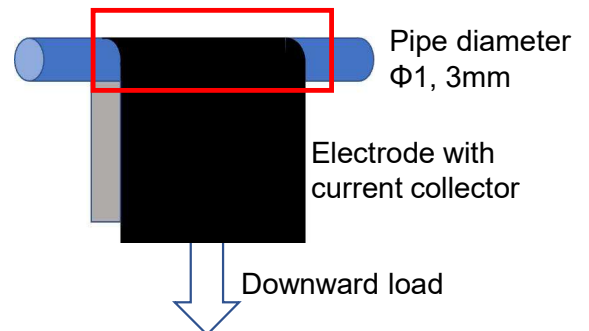 Pipe diameter
Φ1, 3mm
Electrode with
current collector
Downward load